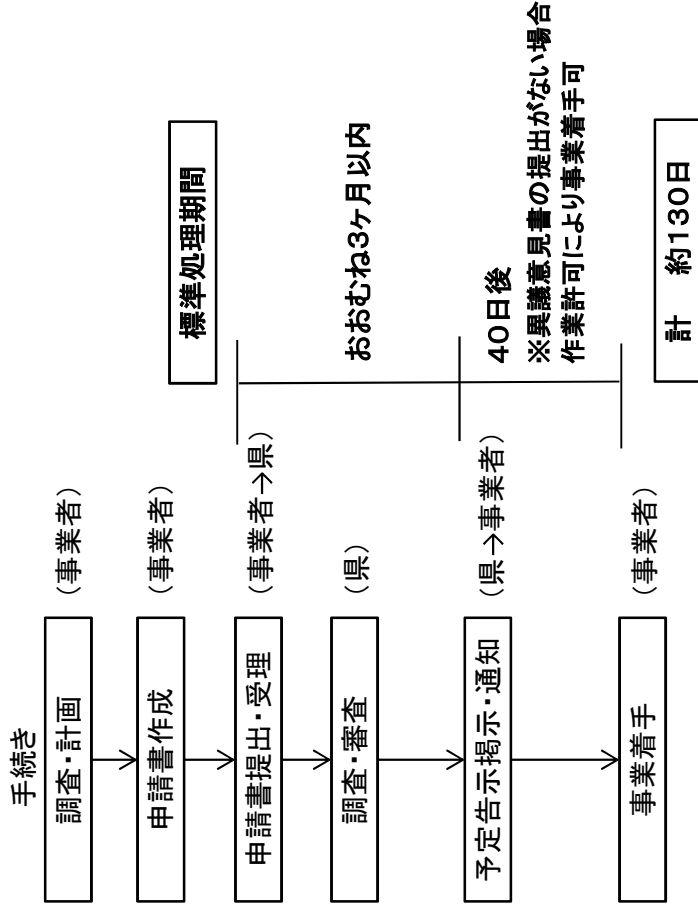 手続き
調査・計画
(事業者)
申請書作成
(事業者)
標準処理期間
申請書提出・受理
(事業者→県)
調査・審査
(県)
おおむね3ヶ月以内
予定告示掲示・通知
(県→事業者)
40日後
※異議意見書の提出がない場合
作業許可により事業着手可
事業着手
(事業者)
計 約130日